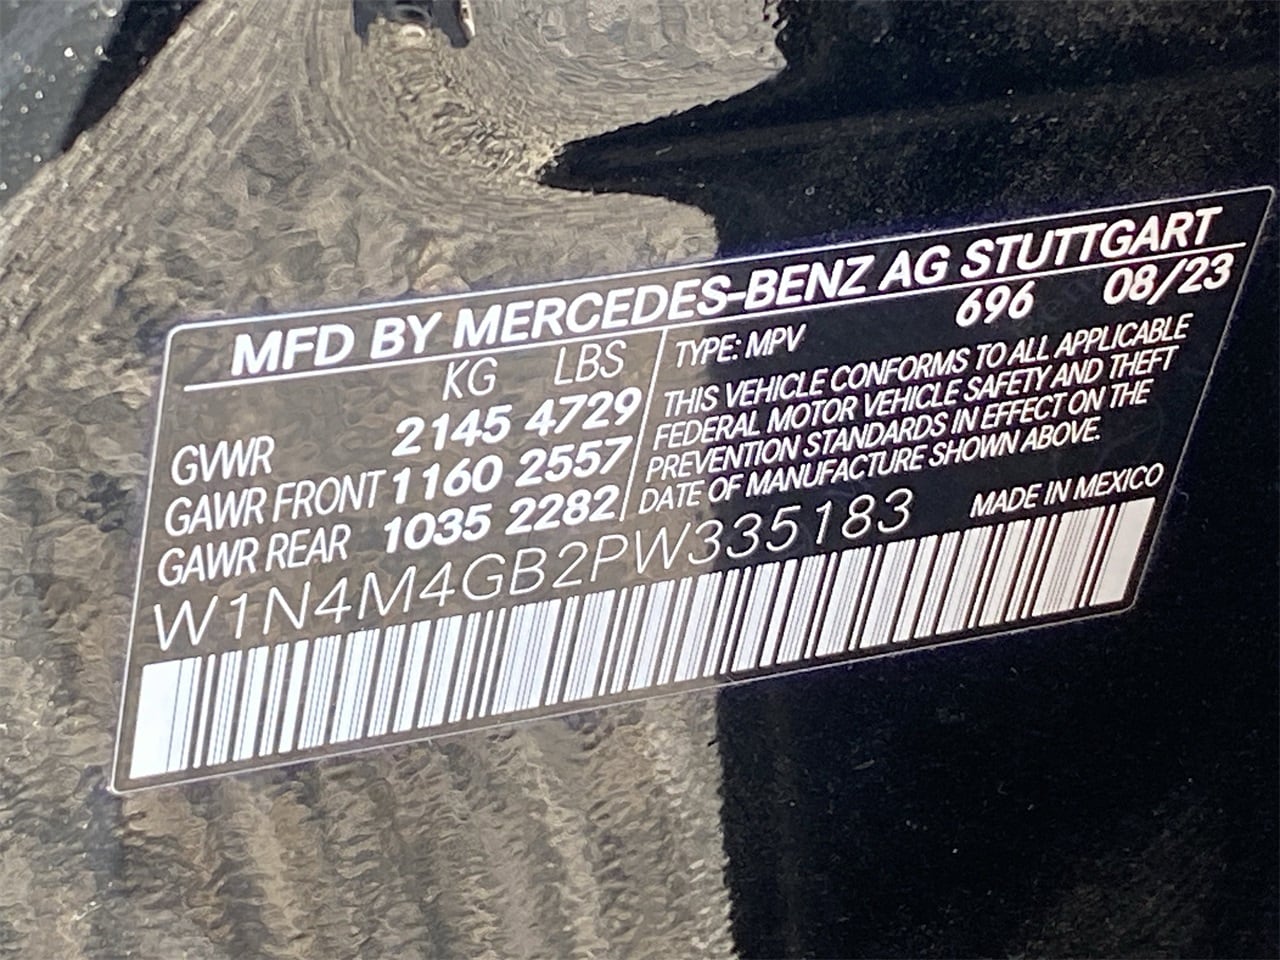 MFD BY MERCEDES-BENZ AG STUTTGART
KG LBS
GVWR 2145 4729
GAWR FRONT 1160 2557
GAWR REAR 1035 2282
696 08/23
TYPE: MPV
THIS VEHICLE CONFORMS TO ALL APPLICABLE
FEDERAL MOTOR VEHICLE SAFETY AND THEFT
PREVENTION STANDARDS IN EFFECT ON THE
DATE OF MANUFACTURE SHOWN ABOVE.
W1N4M4GB2PW335183
MADE IN MEXICO